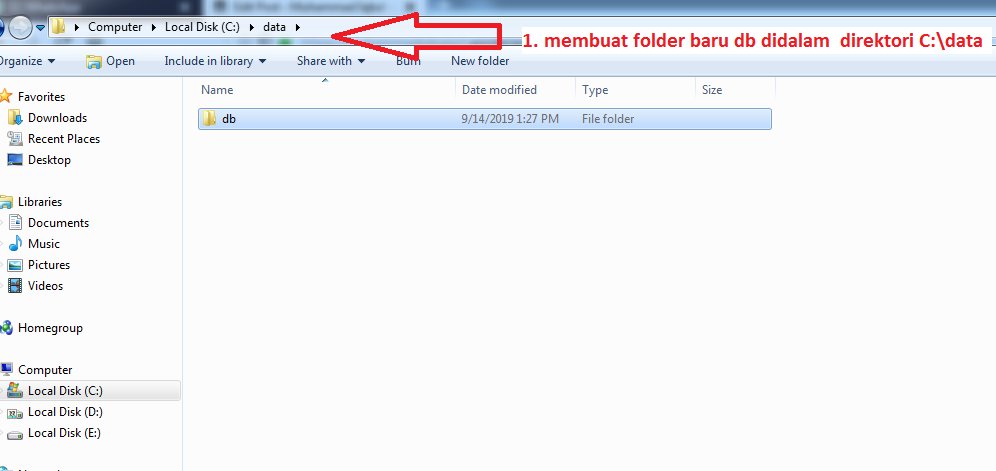 Computer Local Disk (C:) data
1. membuat folder baru db didalam direktori C:\data
Organize Open Include in library Share with Burn New folder
Name Date modified Type Size
db 9/14/2019 1:27 PM File folder
Favorites
Downloads
Recent Places
Desktop
Libraries
Documents
Music
Pictures
Videos
Homegroup
Computer
Local Disk (C:)
Local Disk (D:)
Local Disk (E:)